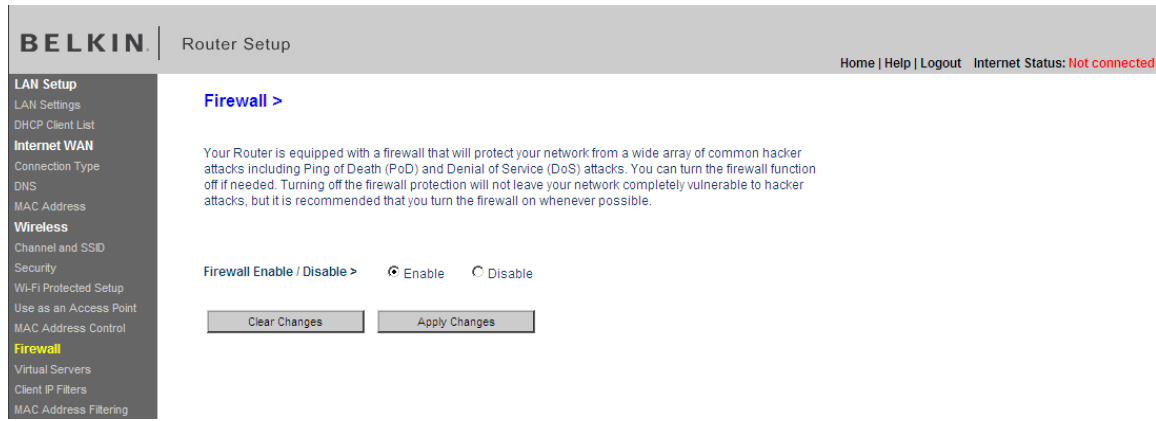 BELKIN.
Router Setup
Home | Help | Logout Internet Status: Not connected
LAN Setup
LAN Settings
DHCP Client List
Internet WAN
Connection Type
DNS
MAC Address
Wireless
Channel and SSID
Security
Wi-Fi Protected Setup
Use as an Access Point
MAC Address Control
Firewall
Virtual Servers
Client IP Filters
MAC Address Filtering
Firewall >
Your Router is equipped with a firewall that will protect your network from a wide array of common hacker
attacks including Ping of Death (PoD) and Denial of Service (DoS) attacks. You can turn the firewall function
off if needed. Turning off the firewall protection will not leave your network completely vulnerable to hacker
attacks, but it is recommended that you turn the firewall on whenever possible.
Firewall Enable / Disable > Enable Disable
Clear Changes Apply Changes